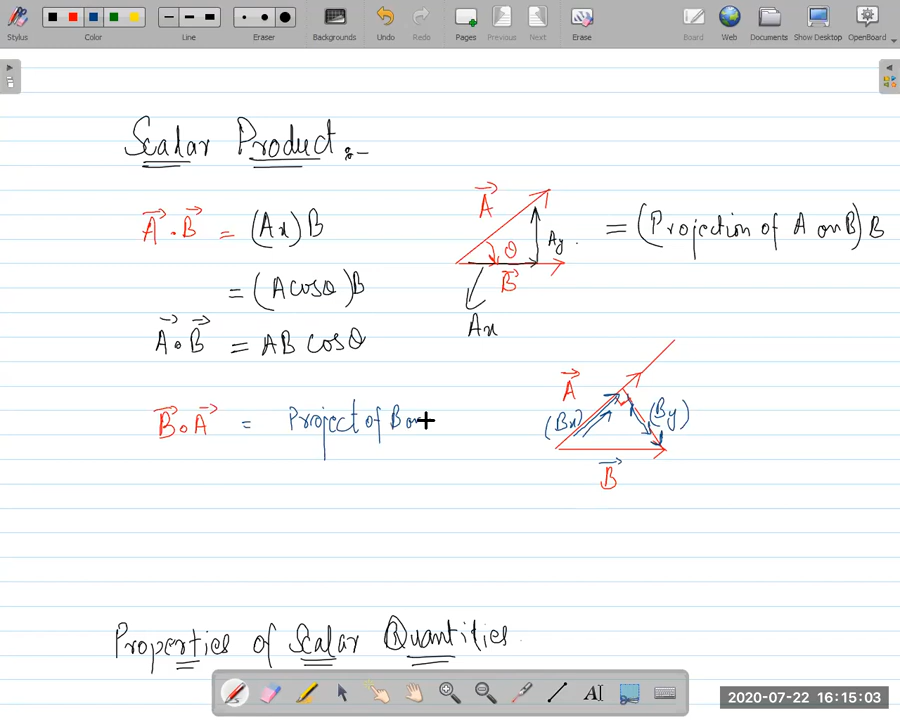 Stylus Color Line Eraser Backgrounds Undo Redo Pages Previous Next Erase Board Web Documents Show Desktop OpenBoard
Scalar Product :-
A⃗ . B⃗ = (Ax) B
A⃗ θ Ay B⃗ Ax
= (Projection of A on B) B
= (A cosθ) B
A⃗ • B⃗ = AB cosθ
B⃗ • A⃗ = Project of B on
A⃗ (Bx) (By) B⃗
Properties of Scalar Quantities
2020-07-22 16:15:03